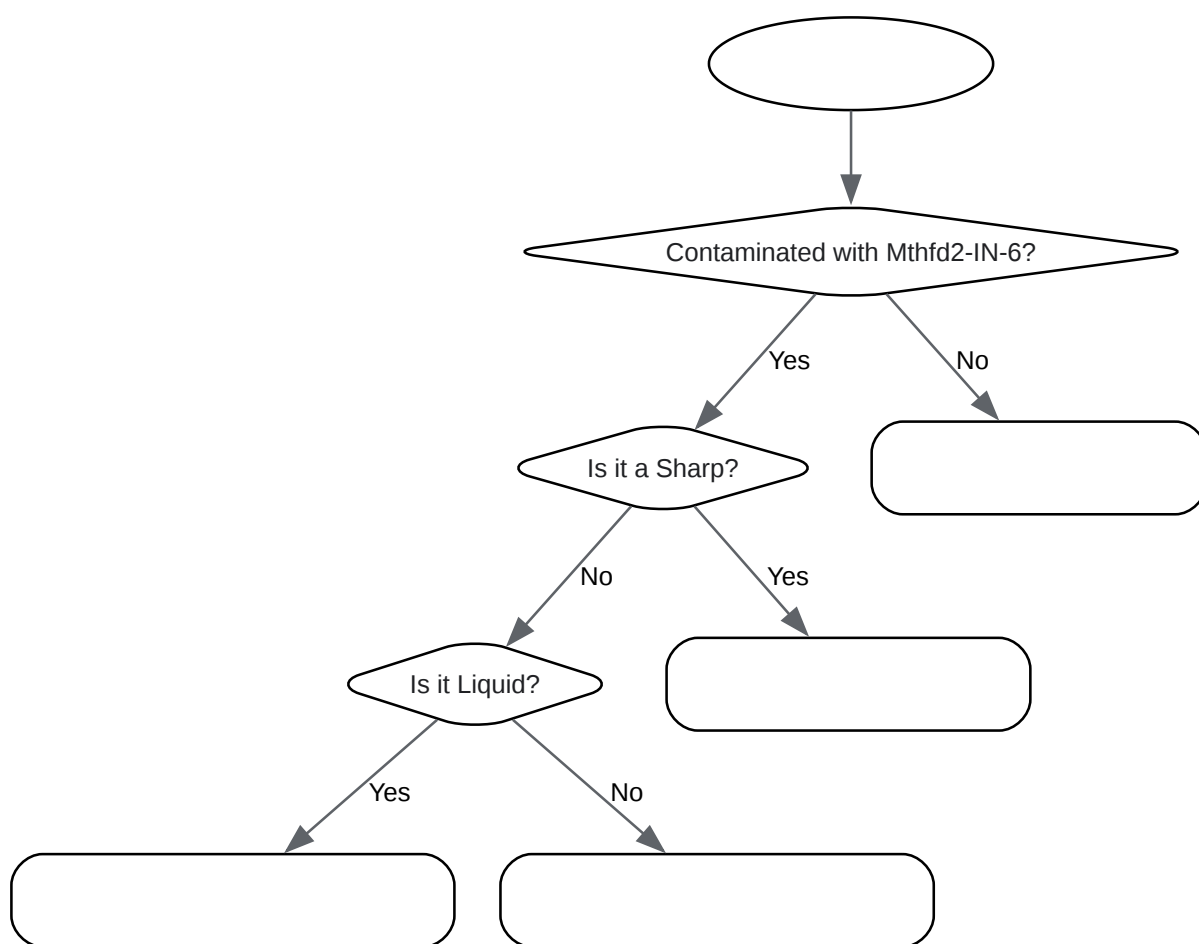 Contaminated with Mthfd2-IN-6?
Yes
No
Is it a Sharp?
No
Yes
Is it Liquid?
Yes
No